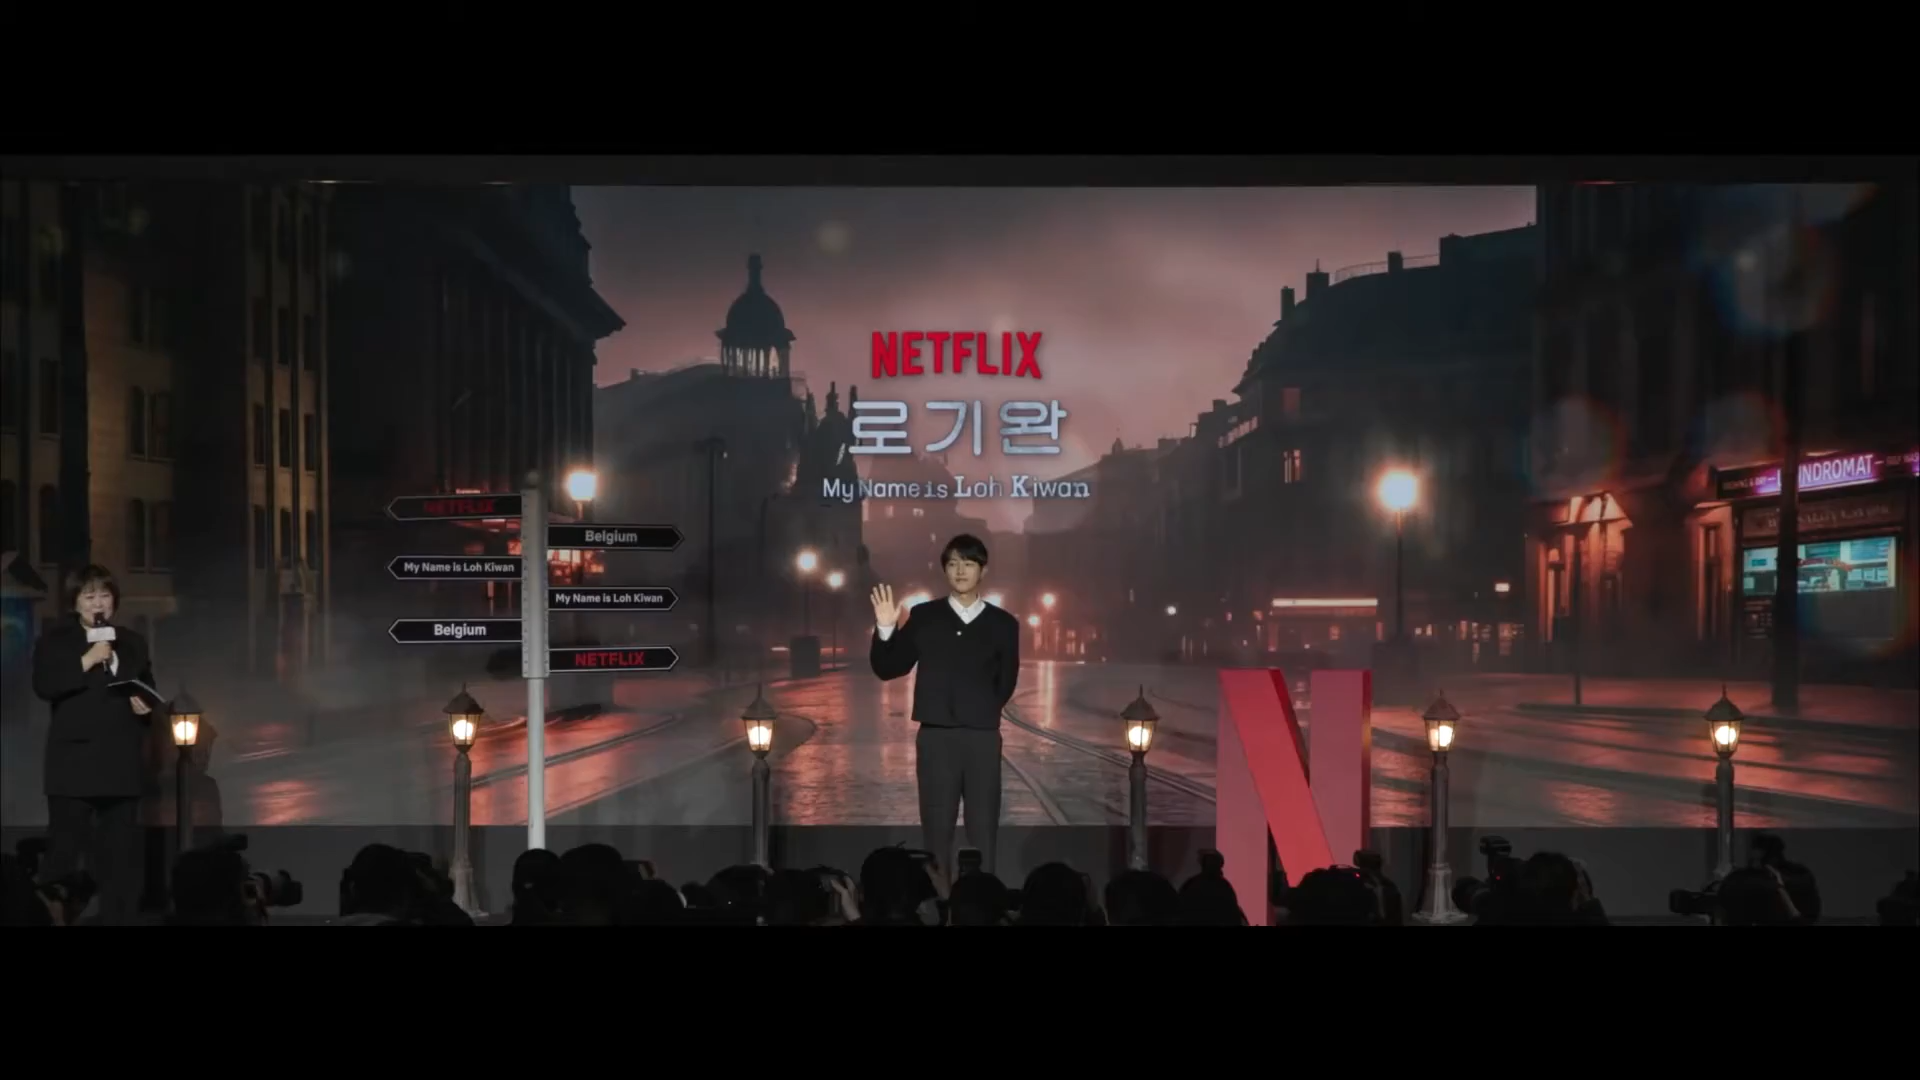 NETFLIX
로기완
My Name is Loh Kiwan
NETFLIX
Belgium
My Name is Loh Kiwan
My Name is Loh Kiwan
Belgium
NETFLIX
NDROMAT